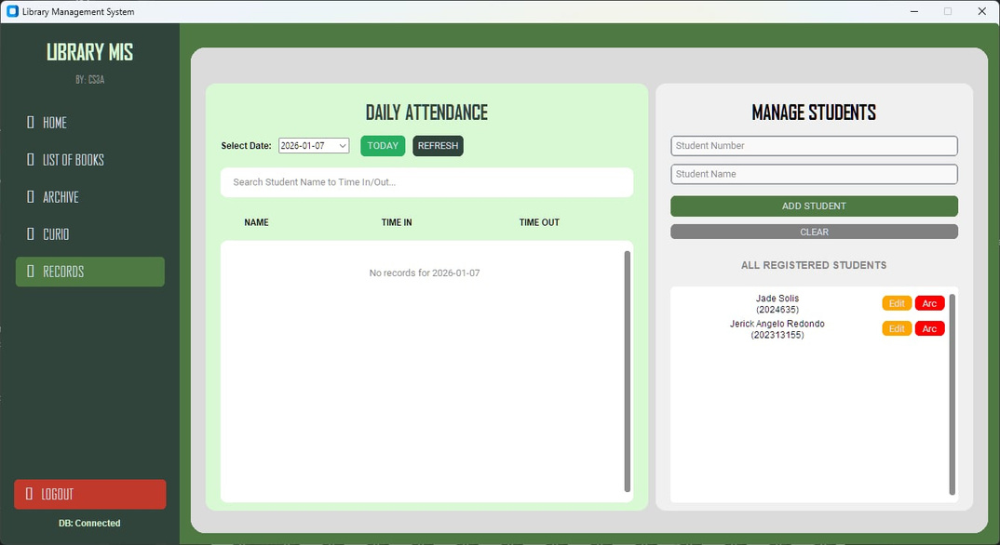 Library Management System
LIBRARY MIS
BY: CS3A
HOME
LIST OF BOOKS
ARCHIVE
CURIO
RECORDS
LOGOUT
DB: Connected
DAILY ATTENDANCE
Select Date: 2026-01-07 TODAY REFRESH
Search Student Name to Time In/Out...
NAME TIME IN TIME OUT
No records for 2026-01-07
MANAGE STUDENTS
Student Number
Student Name
ADD STUDENT
CLEAR
ALL REGISTERED STUDENTS
Jade Solis
(2024635)
Edit Arc
Jerick Angelo Redondo
(202313155)
Edit Arc